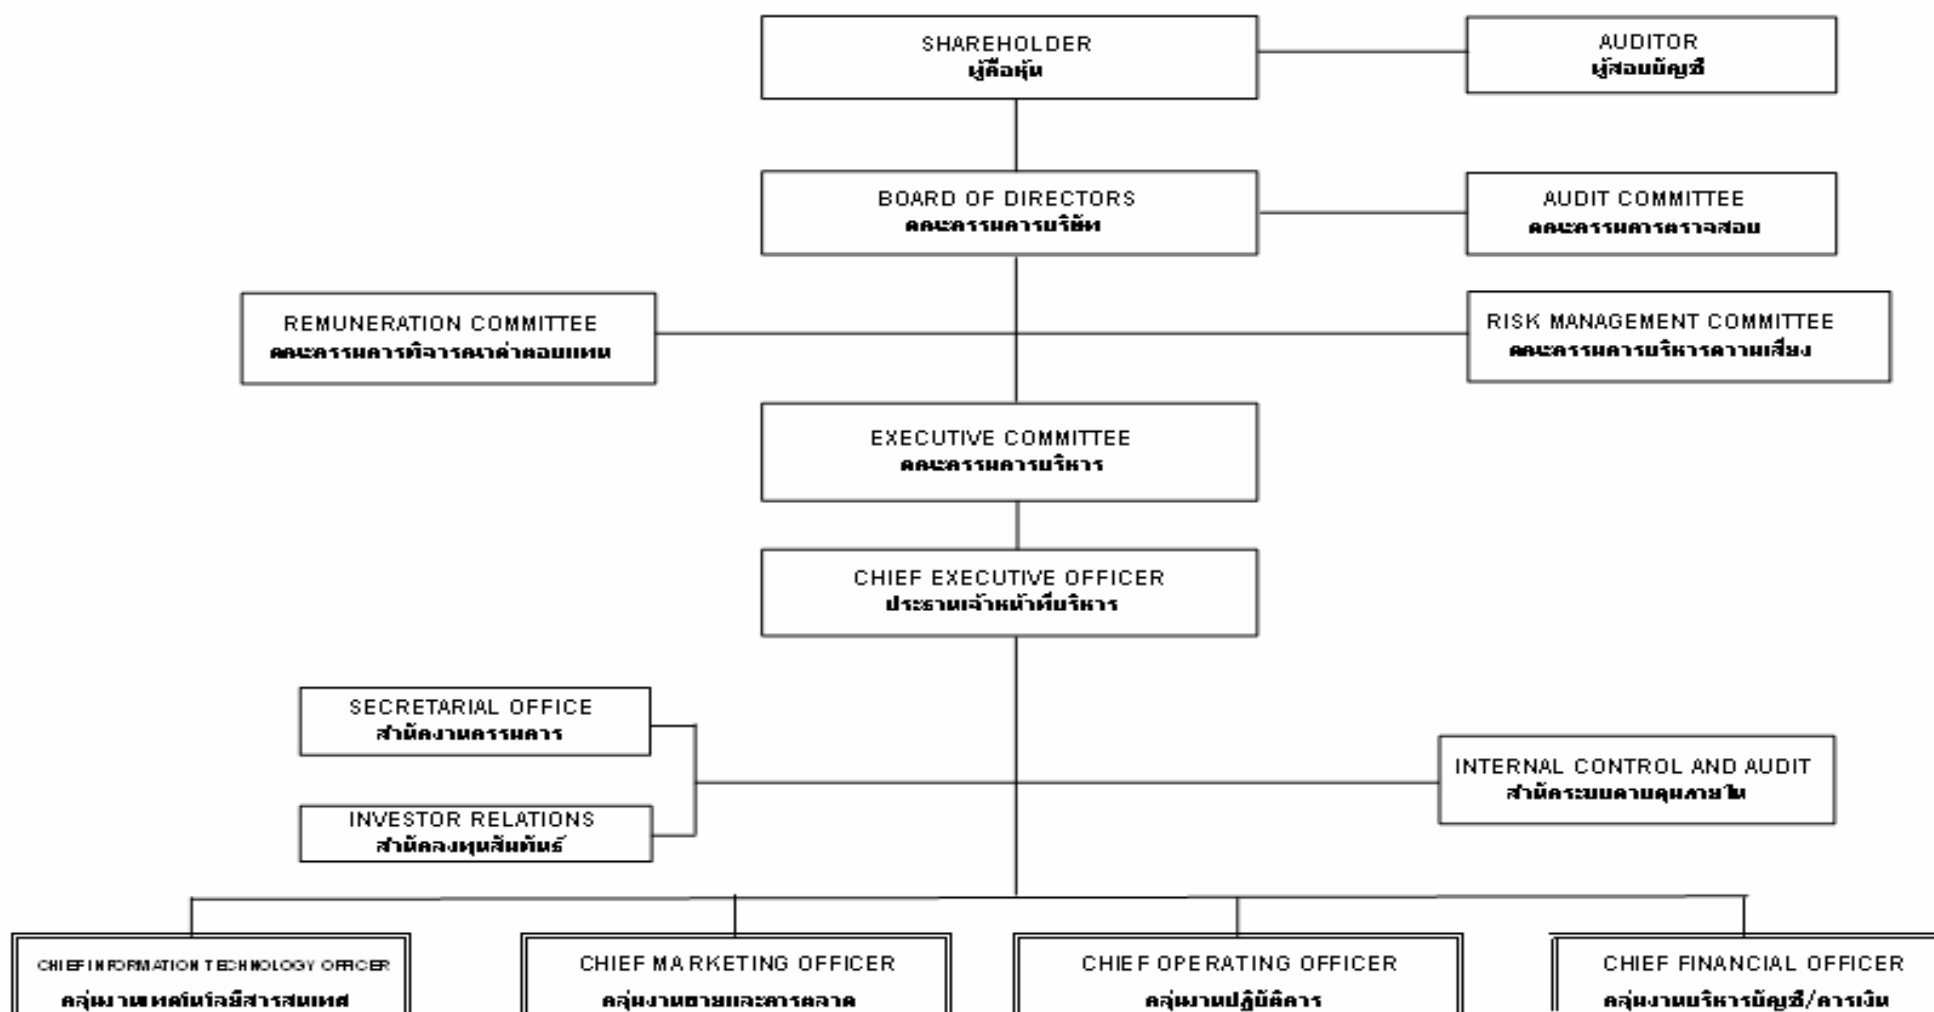 SHAREHOLDER
ผู้ถือหุ้น
AUDITOR
ผู้สอบบัญชี
BOARD OF DIRECTORS
คณะกรรมการบริษัท
AUDIT COMMITTEE
คณะกรรมการตรวจสอบ
REMUNERATION COMMITTEE
คณะกรรมการพิจารณาค่าตอบแทน
RISK MANAGEMENT COMMITTEE
คณะกรรมการบริหารความเสี่ยง
EXECUTIVE COMMITTEE
คณะกรรมการบริหาร
CHIEF EXECUTIVE OFFICER
ประธานเจ้าหน้าที่บริหาร
SECRETARIAL OFFICE
สำนักงานกรรมการ
INVESTOR RELATIONS
สำนักลงทุนสัมพันธ์
INTERNAL CONTROL AND AUDIT
สำนักระบบควบคุมภายใน
CHIEF INFORMATION TECHNOLOGY OFFICER
กลุ่มงานเทคโนโลยีสารสนเทศ
CHIEF MARKETING OFFICER
กลุ่มงานขายและการตลาด
CHIEF OPERATING OFFICER
กลุ่มงานปฏิบัติการ
CHIEF FINANCIAL OFFICER
กลุ่มงานบริหารบัญชี/การเงิน